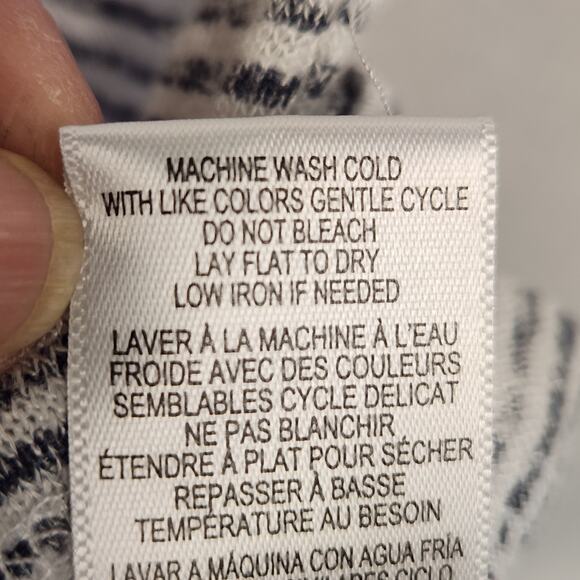 MACHINE WASH COLD
WITH LIKE COLORS GENTLE CYCLE
DO NOT BLEACH
LAY FLAT TO DRY
LOW IRON IF NEEDED
LAVER À LA MACHINE À L'EAU
FROIDE AVEC DES COULEURS
SEMBLABLES CYCLE DELICAT
NE PAS BLANCHIR
ÉTENDRE À PLAT POUR SÉCHER
REPASSER À BASSE
TEMPÉRATURE AU BESOIN
LAVAR A MÁQUINA CON AGUA FRÍA
CICLO